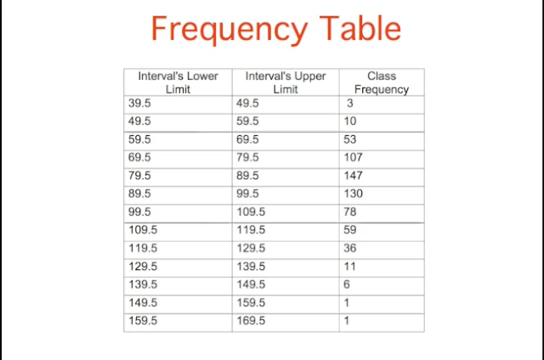 Frequency Table
Interval's Lower Limit Interval's Upper Limit Class Frequency
39.5 49.5 3
49.5 59.5 10
59.5 69.5 53
69.5 79.5 107
79.5 89.5 147
89.5 99.5 130
99.5 109.5 78
109.5 119.5 59
119.5 129.5 36
129.5 139.5 11
139.5 149.5 6
149.5 159.5 1
159.5 169.5 1